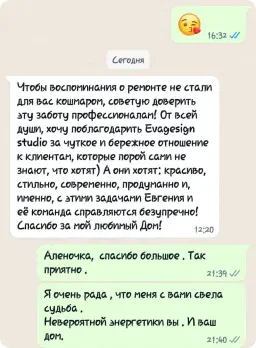 😘
16:32
Сегодня
Чтобы воспоминания о ремонте не стали
для вас кошмаром, советую доверить
эту заботу профессионалам! От всей
души, хочу поблагодарить Evagesign
studio за чуткое и бережное отношение
к клиентам, которые порой сами не
знают, что хотят) А они хотят: красиво,
стильно, современно, продуманно и,
именно, с этими задачами Евгения и
её команда справляются безупречно!
Спасибо за мой любимый Дом!
12:20
Аленочка, спасибо большое . Так
приятно .
21:39
Я очень рада , что меня с вами свела
судьба .
Невероятной энергетики вы . И ваш
дом.
21:40